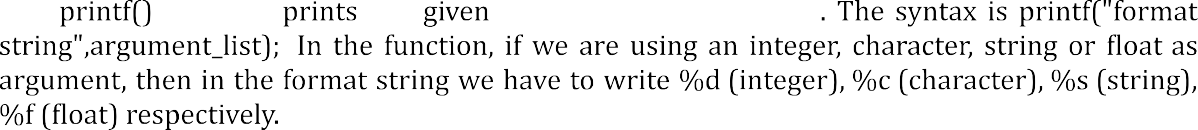 printf() prints given . The syntax is printf("format
string",argument_list); In the function, if we are using an integer, character, string or float as
argument, then in the format string we have to write %d (integer), %c (character), %s (string),
%f (float) respectively.